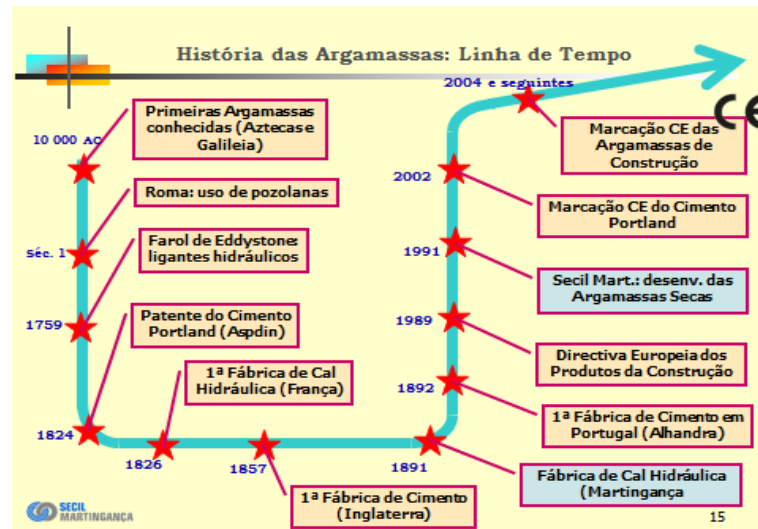 História das Argamassas: Linha de Tempo
2004 e seguintes
CE
Primeiras Argamassas
conhecidas (Aztecas e
Galileia)
10 000 AC
Marcação CE das
Argamassas de
Construção
Roma: uso de pozolanas
2002
Marcação CE do Cimento
Portland
Séc. 1
Farol de Eddystone:
ligantes hidráulicos
1991
Secil Mart.: desenv. das
Argamassas Secas
1759
Patente do Cimento
Portland (Aspdin)
1989
Directiva Europeia dos
Produtos da Construção
1ª Fábrica de Cal
Hidráulica (França)
1892
1ª Fábrica de Cimento em
Portugal (Alhandra)
1824
1826
1857
1891
Fábrica de Cal Hidráulica
(Martingança
1ª Fábrica de Cimento
(Inglaterra)
SECIL
MARTINGANÇA
15